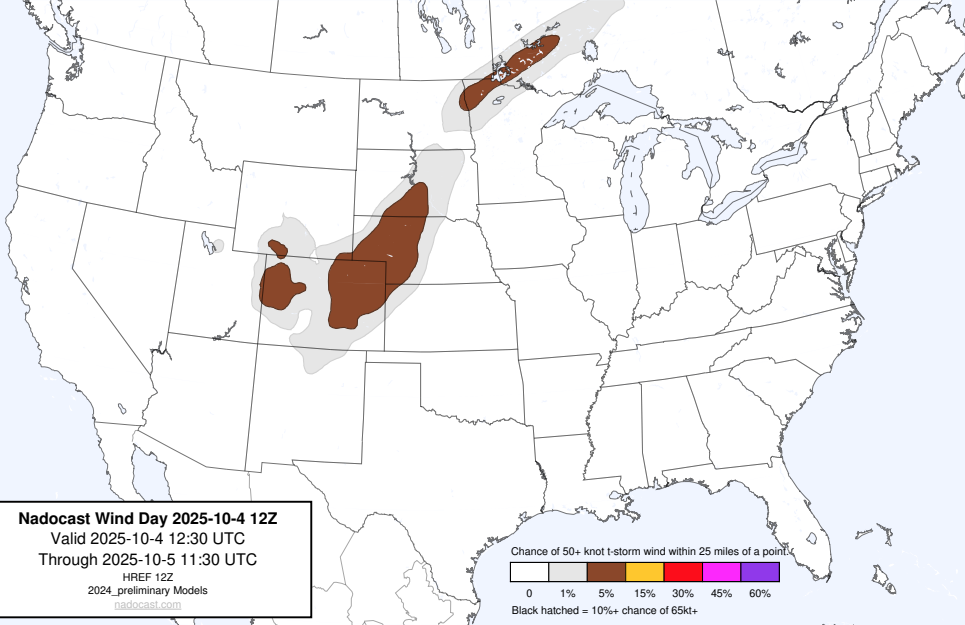 Nadocast Wind Day 2025-10-4 12Z
Valid 2025-10-4 12:30 UTC
Through 2025-10-5 11:30 UTC
HREF 12Z
2024_preliminary Models
nadocast.com
Chance of 50+ knot t-storm wind within 25 miles of a point.
0 1% 5% 15% 30% 45% 60%
Black hatched = 10%+ chance of 65kt+